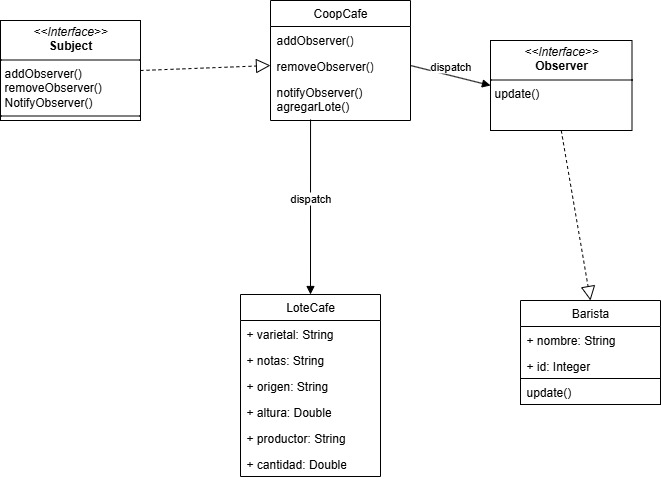 <<Interface>>
Subject
addObserver()
removeObserver()
NotifyObserver()
CoopCafe
addObserver()
removeObserver()
notifyObserver()
agregarLote()
dispatch
<<Interface>>
Observer
update()
dispatch
LoteCafe
+ varietal: String
+ notas: String
+ origen: String
+ altura: Double
+ productor: String
+ cantidad: Double
Barista
+ nombre: String
+ id: Integer
update()